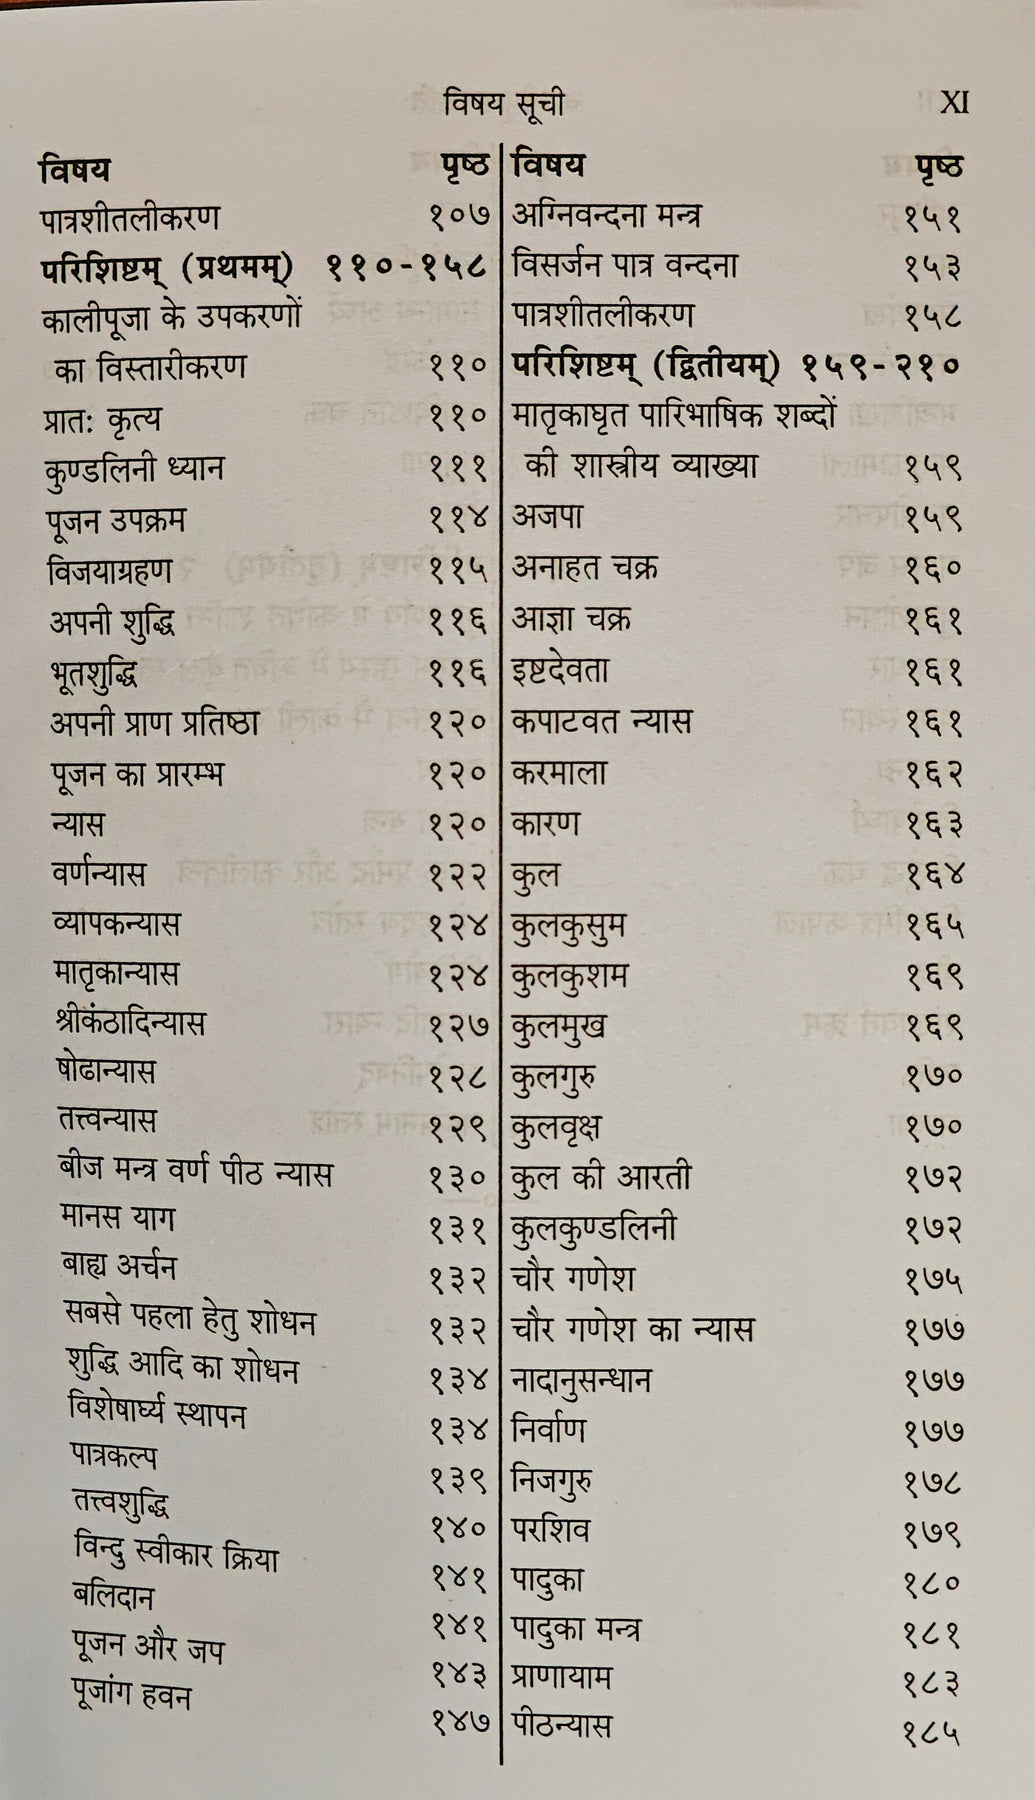 विषय सूची XI
विषय पृष्ठ
पात्रशीतलीकरण १०७
परिशिष्टम् (प्रथमम्) ११०-१५८
कालीपूजा के उपकरणों
का विस्तारीकरण ११०
प्रातः कृत्य ११०
कुण्डलिनी ध्यान १११
पूजन उपक्रम ११४
विजयाग्रहण ११५
अपनी शुद्धि ११६
भूतशुद्धि ११६
अपनी प्राण प्रतिष्ठा १२०
पूजन का प्रारम्भ १२०
न्यास १२०
वर्णन्यास १२२
व्यापकन्यास १२४
मातृकान्यास १२४
श्रीकंठादिन्यास १२७
षोढान्यास १२८
तत्त्वन्यास १२९
बीज मन्त्र वर्ण पीठ न्यास १३०
मानस याग १३१
बाह्य अर्चन १३२
सबसे पहला हेतु शोधन १३२
शुद्धि आदि का शोधन १३४
विशेषार्घ्य स्थापन १३४
पात्रकल्प १३९
तत्त्वशुद्धि १४०
विन्दु स्वीकार क्रिया १४१
बलिदान १४१
पूजन और जप १४३
पूजांग हवन १४७
विषय पृष्ठ
अग्निवन्दना मन्त्र १५१
विसर्जन पात्र वन्दना १५३
पात्रशीतलीकरण १५८
परिशिष्टम् (द्वितीयम्) १५९-२१०
मातृकाघृत पारिभाषिक शब्दों
की शास्त्रीय व्याख्या १५९
अजपा १५९
अनाहत चक्र १६०
आज्ञा चक्र १६१
इष्टदेवता १६१
कपाटवत न्यास १६१
करमाला १६२
कारण १६३
कुल १६४
कुलकुसुम १६५
कुलकुशम १६९
कुलमुख १६९
कुलगुरु १७०
कुलवृक्ष १७०
कुल की आरती १७२
कुलकुण्डलिनी १७२
चौर गणेश १७५
चौर गणेश का न्यास १७७
नादानुसन्धान १७७
निर्वाण १७७
निजगुरु १७८
परशिव १७९
पादुका १८०
पादुका मन्त्र १८१
प्राणायाम १८३
पीठन्यास १८५